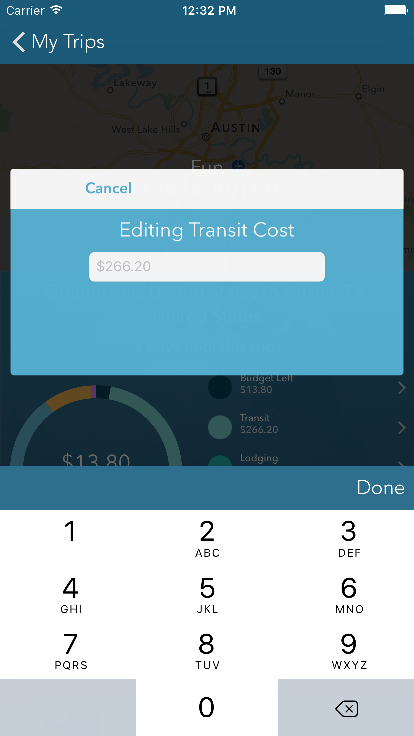 Carrier 12:32 PM
My Trips
130
Lakeway
1
Manor
Elgin
West Lake Hills
AUSTIN
Fun
Cancel
Editing Transit Cost
$266.20
Budget Left
$13.80
Transit
$266.20
Lodging
$13.80
Done
1
2
ABC
3
DEF
4
GHI
5
JKL
6
MNO
7
PQRS
8
TUV
9
WXYZ
0